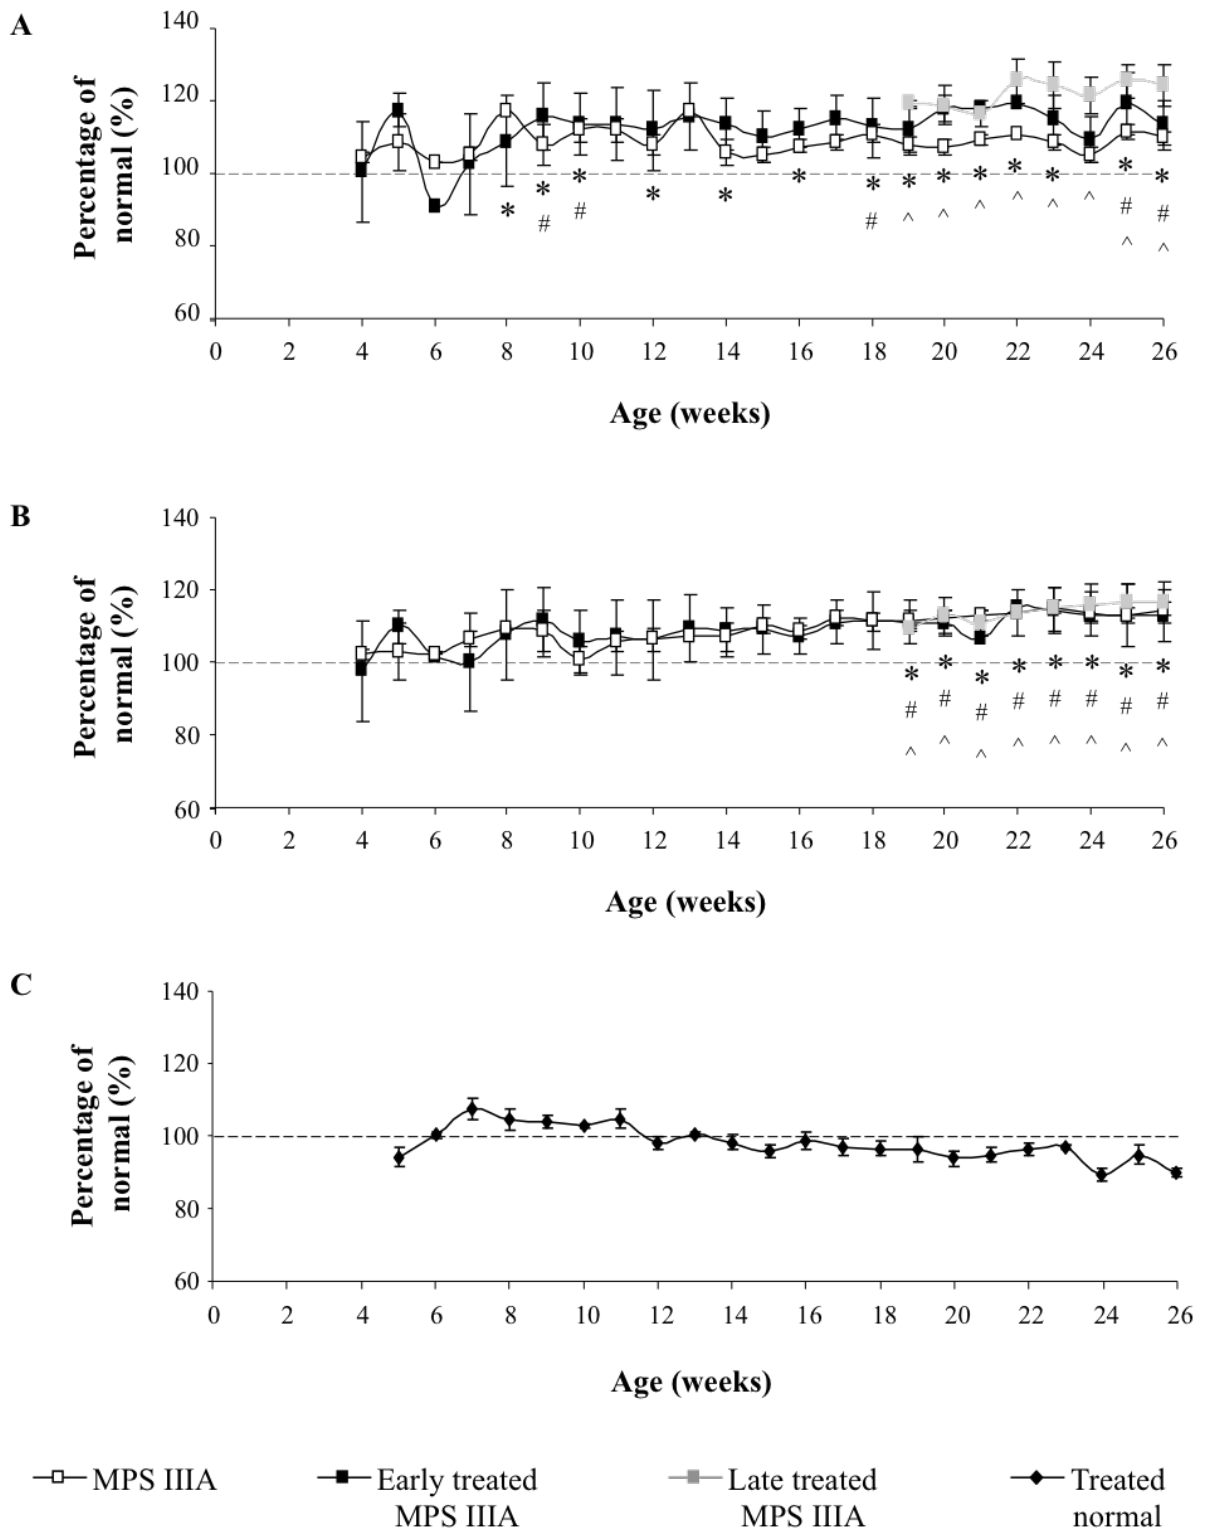 A
Percentage of
normal (%)
140
120
100
80
60
* * * * * * * * * * * * * * *
# # # # #
^ ^ ^ ^ ^ ^ ^ ^
0 2 4 6 8 10 12 14 16 18 20 22 24 26
Age (weeks)
B
Percentage of
normal (%)
140
120
100
80
60
* * * * * * * *
# # # # # # # #
^ ^ ^ ^ ^ ^ ^ ^
0 2 4 6 8 10 12 14 16 18 20 22 24 26
Age (weeks)
C
Percentage of
normal (%)
140
120
100
80
60
0 2 4 6 8 10 12 14 16 18 20 22 24 26
Age (weeks)
MPS IIIA
Early treated
MPS IIIA
Late treated
MPS IIIA
Treated
normal